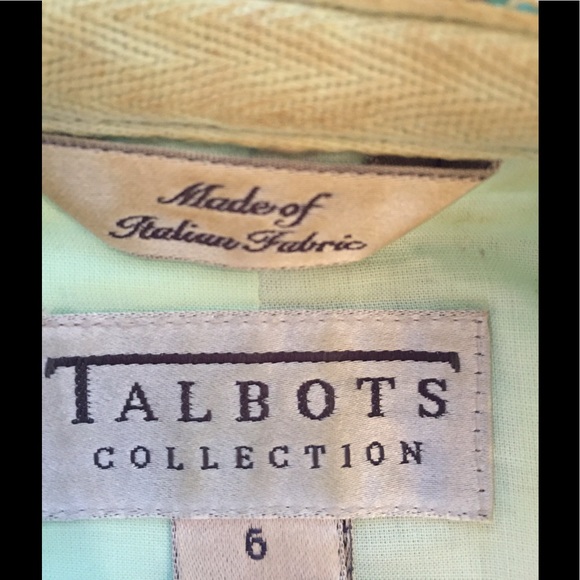 Made of
Italian Fabric
TALBOTS
COLLECTION
6